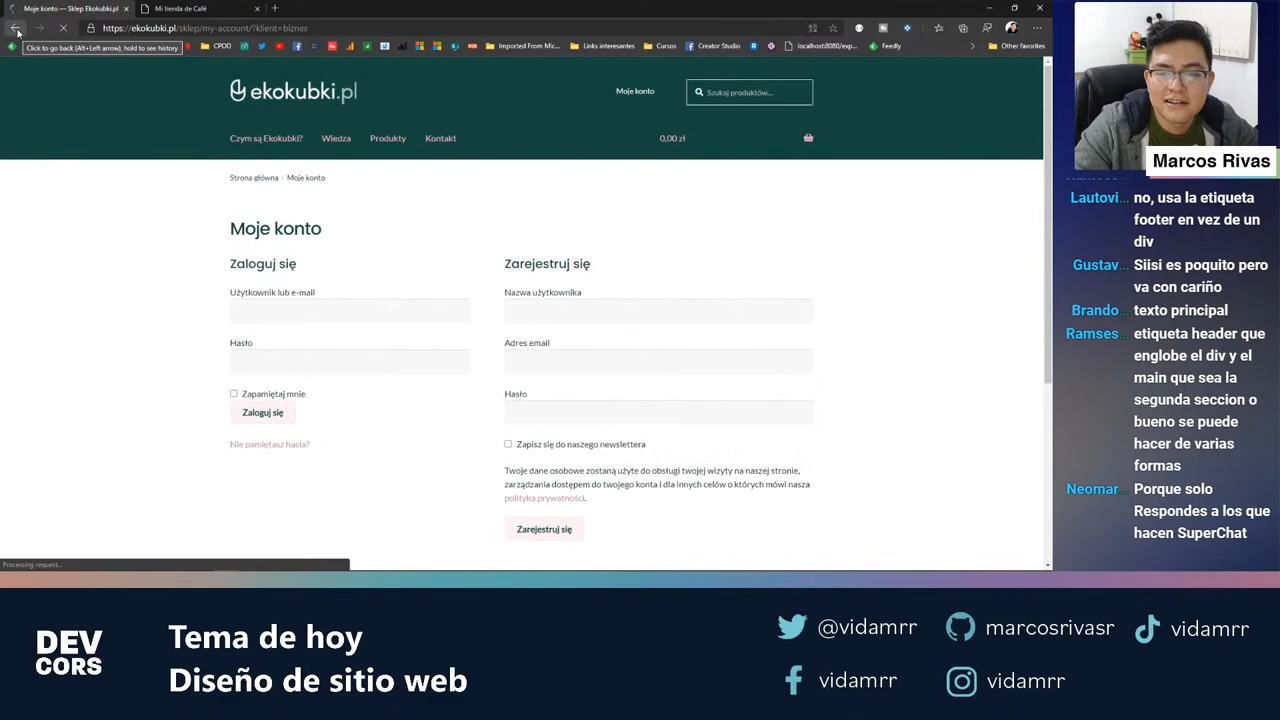 Moje konto — Sklep Ekokubki.pl
Mi tienda de Café
https://ekokubki.pl/sklep/my-account/?klient=biznes
Click to go back (Alt+Left arrow), hold to see history
CPOD
Imported From Mic...
Links interesantes
Cursos
Creator Studio
localhost:8080/exp...
Feedly
Other favorites
ekokubki.pl
Moje konto
Szukaj produktów...
Czym są Ekokubki?
Wiedza
Produkty
Kontakt
0,00 zł
Strona główna
Moje konto
Moje konto
Zaloguj się
Użytkownik lub e-mail
Hasło
Zapamiętaj mnie
Zaloguj się
Nie pamiętasz hasła?
Zarejestruj się
Nazwa użytkownika
Adres email
Hasło
Zapisz się do naszego newslettera
Twoje dane osobowe zostaną użyte do obsługi twojej wizyty na naszej stronie,
zarządzania dostępem do twojego konta i dla innych celów o których mówi nasza
polityka prywatności.
Zarejestruj się
Processing request...
Marcos Rivas
Lautovi... no, usa la etiqueta
footer en vez de un
div
Gustav... Siisi es poquito pero
va con cariño
Brando... texto principal
Ramses... etiqueta header que
englobe el div y el
main que sea la
segunda seccion o
bueno se puede
hacer de varias
formas
Neomar... Porque solo
Respondes a los que
hacen SuperChat
DEV
CORS
Tema de hoy
Diseño de sitio web
@vidamrr
marcosrivasr
vidamrr
vidamrr
vidamrr